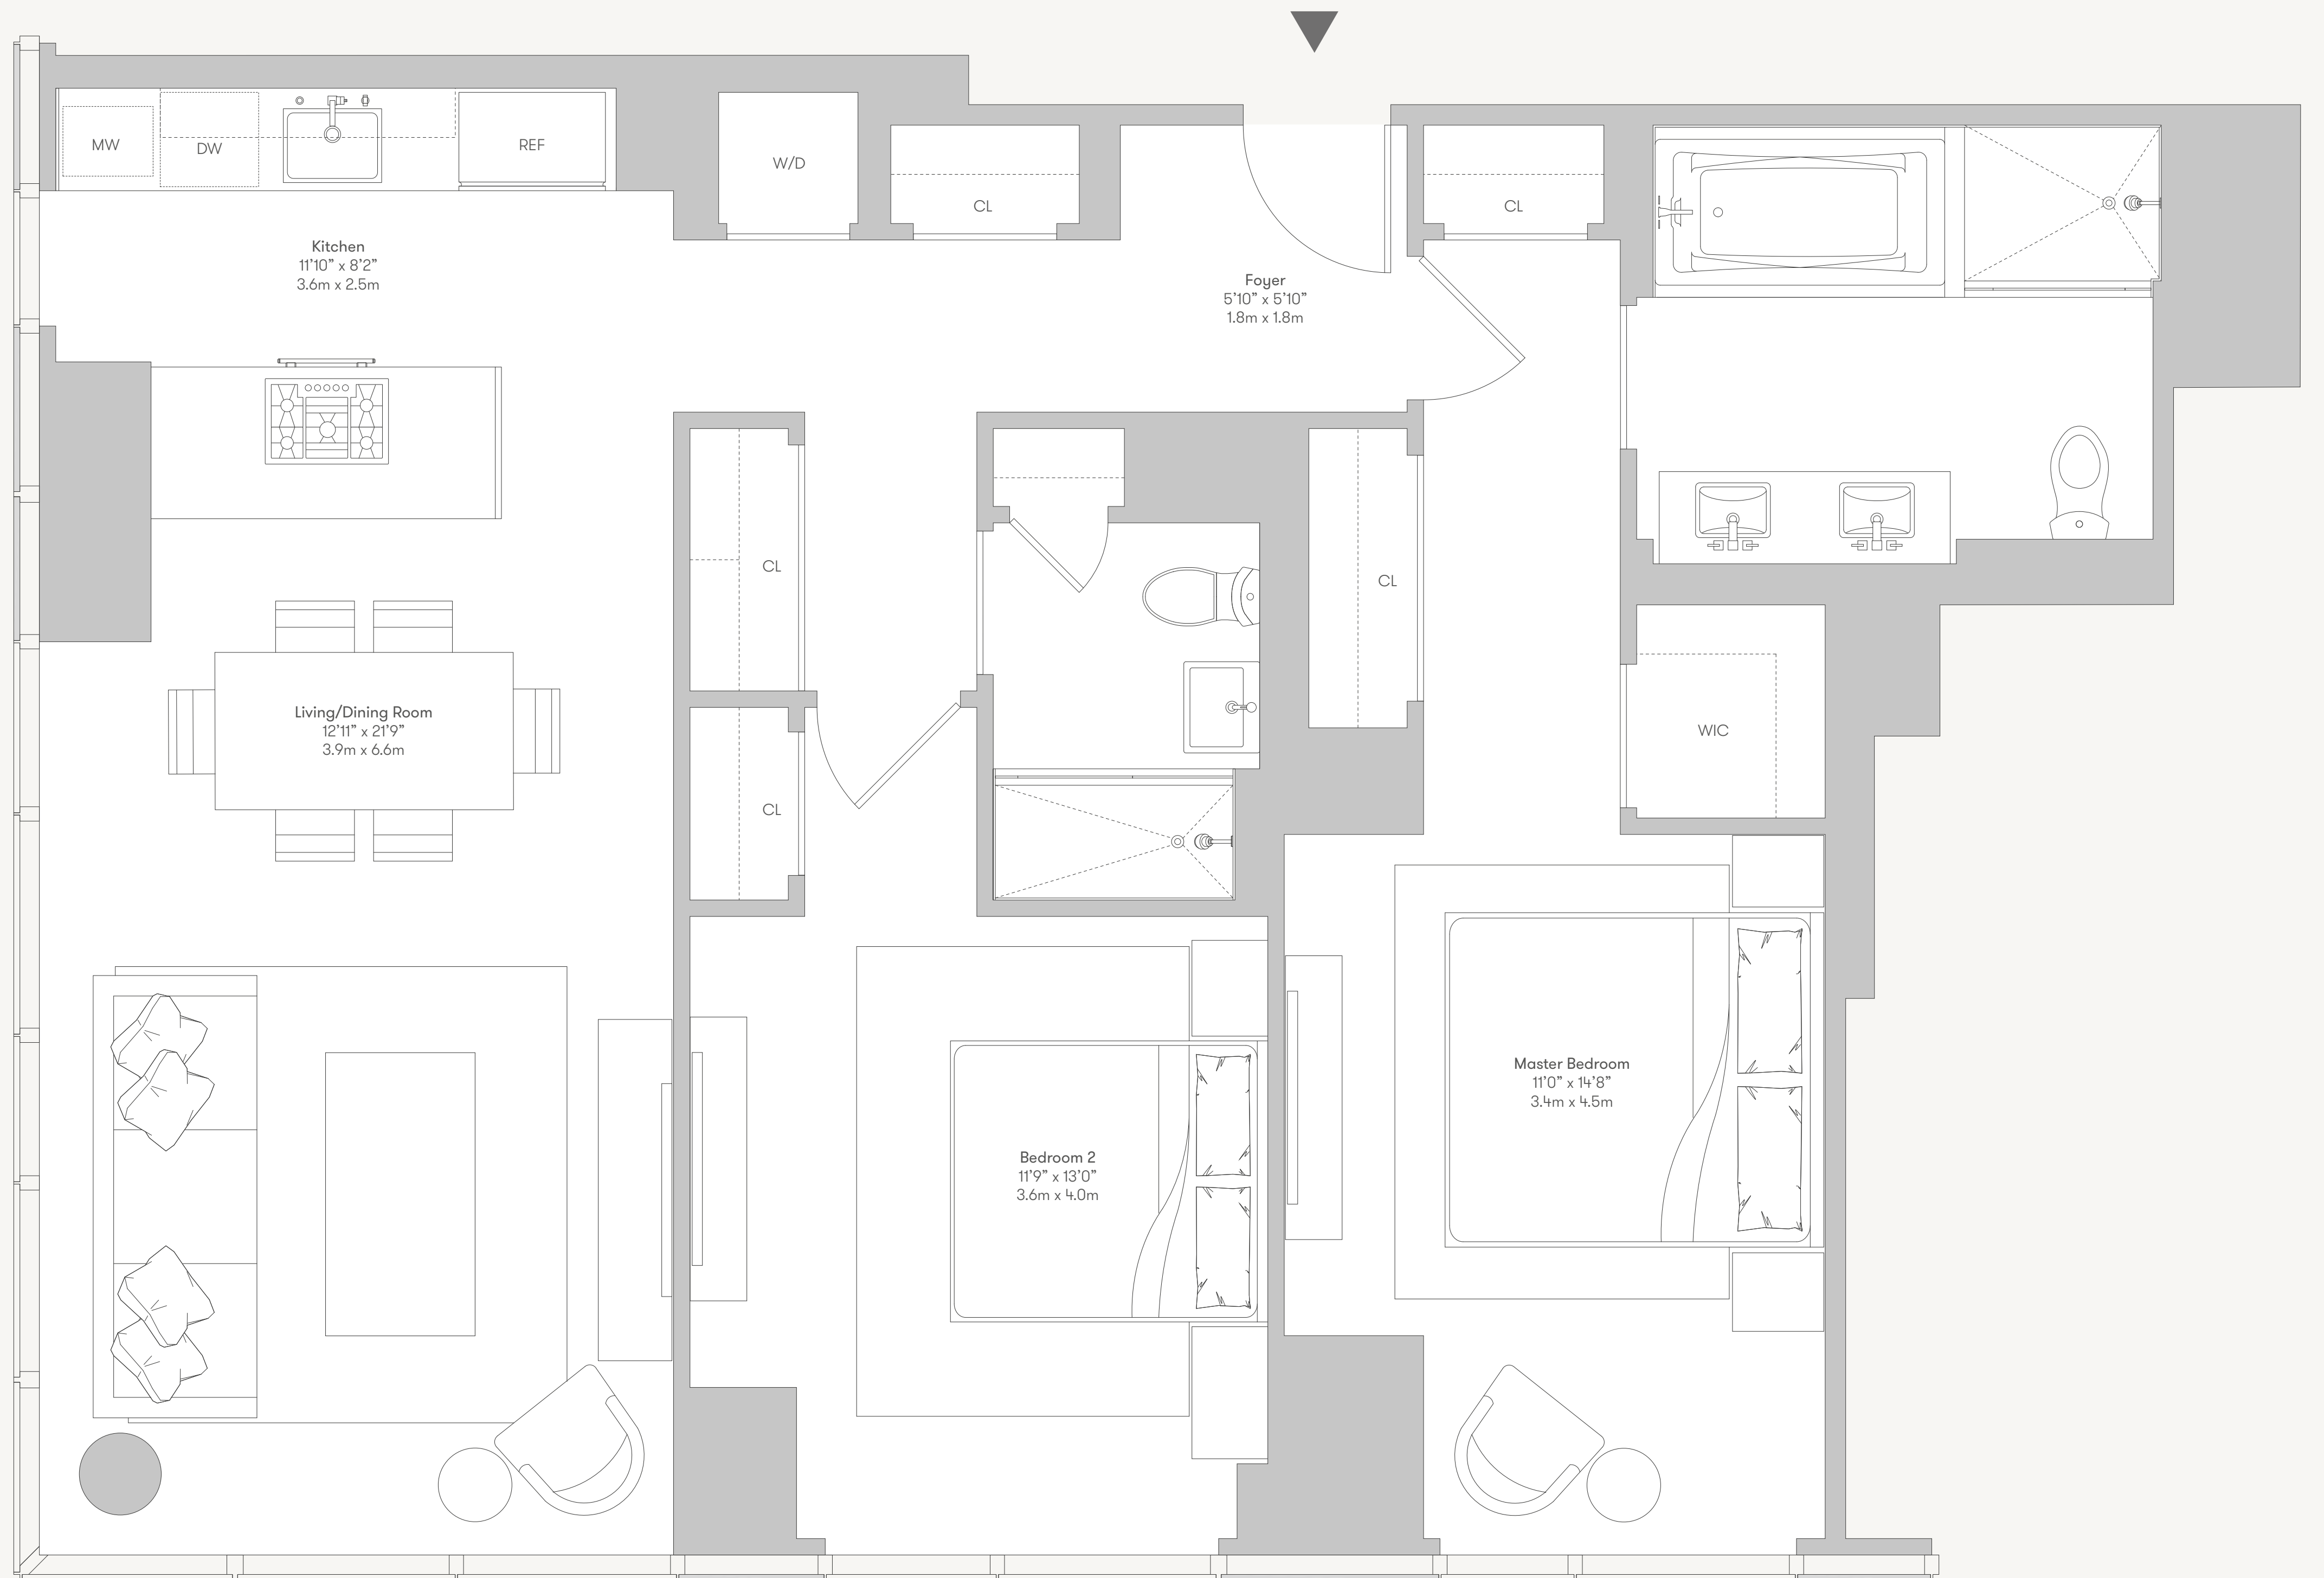 MW
DW
REF
W/D
CL
CL
Kitchen
11’10” x 8’2”
3.6m x 2.5m
Foyer
5’10” x 5’10”
1.8m x 1.8m
CL
CL
Living/Dining Room
12’11” x 21’9”
3.9m x 6.6m
WIC
CL
Master Bedroom
11’0” x 14’8”
3.4m x 4.5m
Bedroom 2
11’9” x 13’0”
3.6m x 4.0m